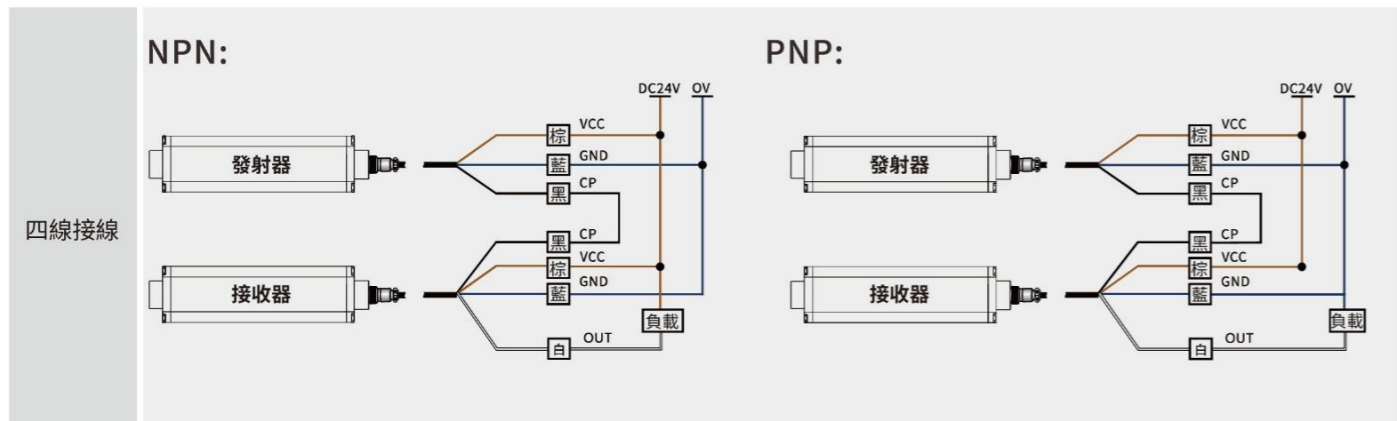 四線接線
NPN:
DC24V OV
發射器
棕 VCC
藍 GND
黑 CP
黑 CP
棕 VCC
接收器
藍 GND
負載
白 OUT
PNP:
DC24V OV
發射器
棕 VCC
藍 GND
黑 CP
黑 CP
棕 VCC
接收器
藍 GND
負載
白 OUT